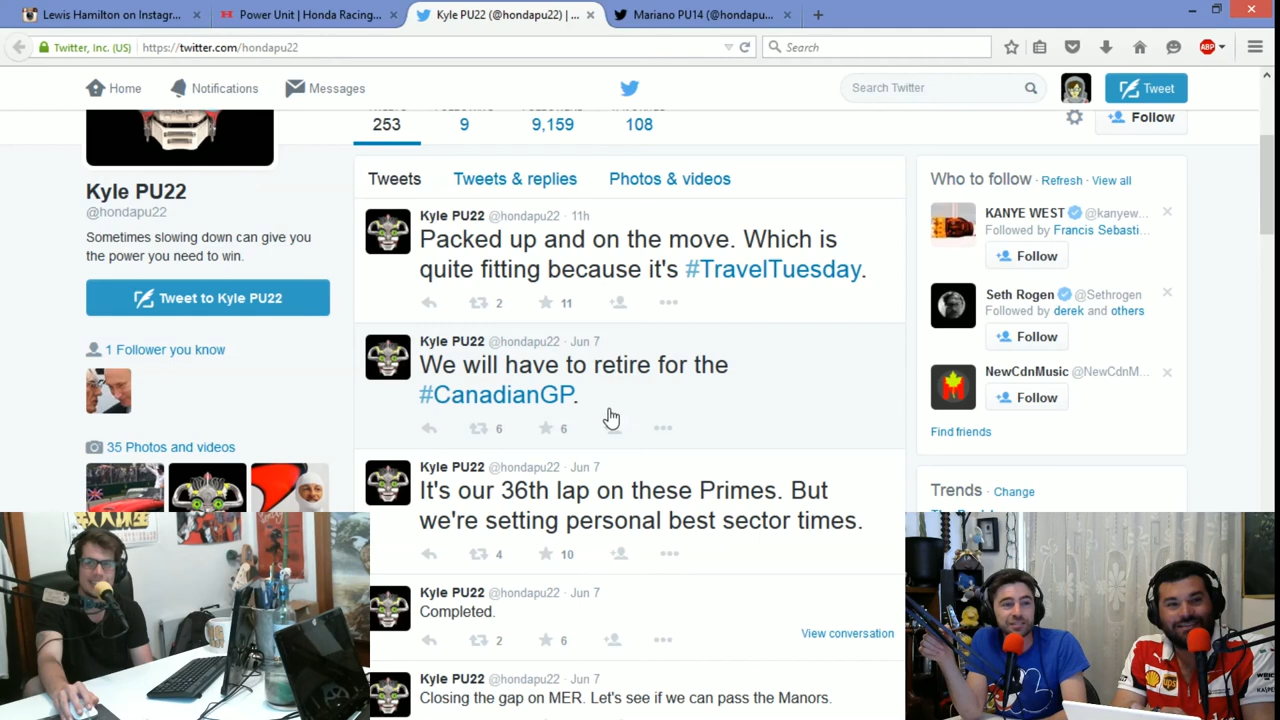 Lewis Hamilton on Instagr...
Power Unit | Honda Racing...
Kyle PU22 (@hondapu22) | ...
Mariano PU14 (@hondapu...
Twitter, Inc. (US)
https://twitter.com/hondapu22
Search
ABP
Home
Notifications
Messages
Search Twitter
Tweet
253
9
9,159
108
Follow
Kyle PU22
@hondapu22
Sometimes slowing down can give you
the power you need to win.
Tweet to Kyle PU22
1 Follower you know
35 Photos and videos
Tweets
Tweets & replies
Photos & videos
Kyle PU22 @hondapu22 · 11h
Packed up and on the move. Which is
quite fitting because it's #TravelTuesday.
2
11
Kyle PU22 @hondapu22 · Jun 7
We will have to retire for the
#CanadianGP.
6
6
Kyle PU22 @hondapu22 · Jun 7
It's our 36th lap on these Primes. But
we're setting personal best sector times.
4
10
Kyle PU22 @hondapu22 · Jun 7
Completed.
2
6
View conversation
Kyle PU22 @hondapu22 · Jun 7
Closing the gap on MER. Let's see if we can pass the Manors.
Who to follow · Refresh · View all
KANYE WEST @kanyew...
Followed by Francis Sebasti...
Follow
Seth Rogen @Sethrogen
Followed by derek and others
Follow
NewCdnMusic @NewCdnM...
Follow
Find friends
Trends · Change